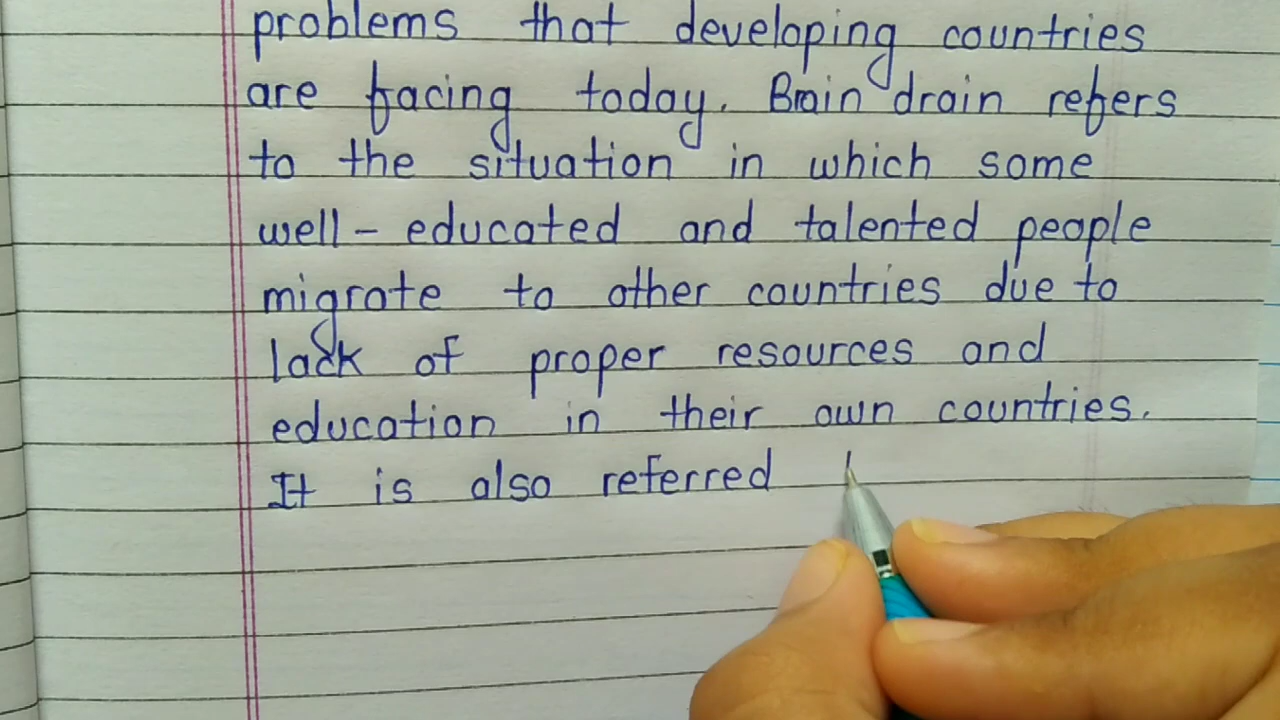 problems that developing countries
are facing today. Brain drain refers
to the situation in which some
well-educated and talented people
migrate to other countries due to
lack of proper resources and
education in their own countries.
It is also referred